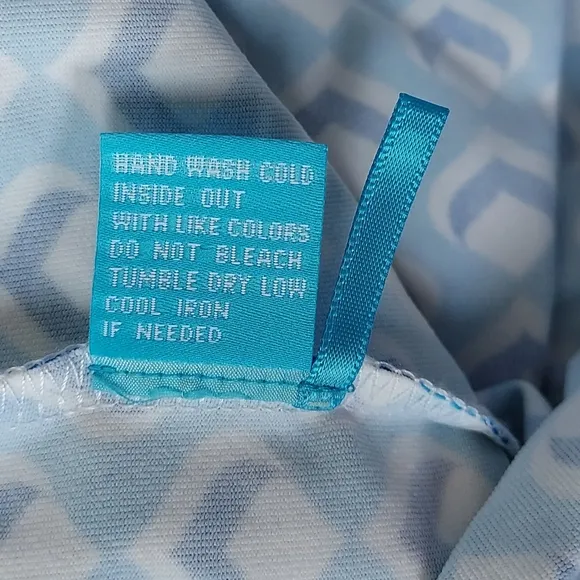 HAND WASH COLD
INSIDE OUT
WITH LIKE COLORS
DO NOT BLEACH
TUMBLE DRY LOW
COOL IRON
IF NEEDED